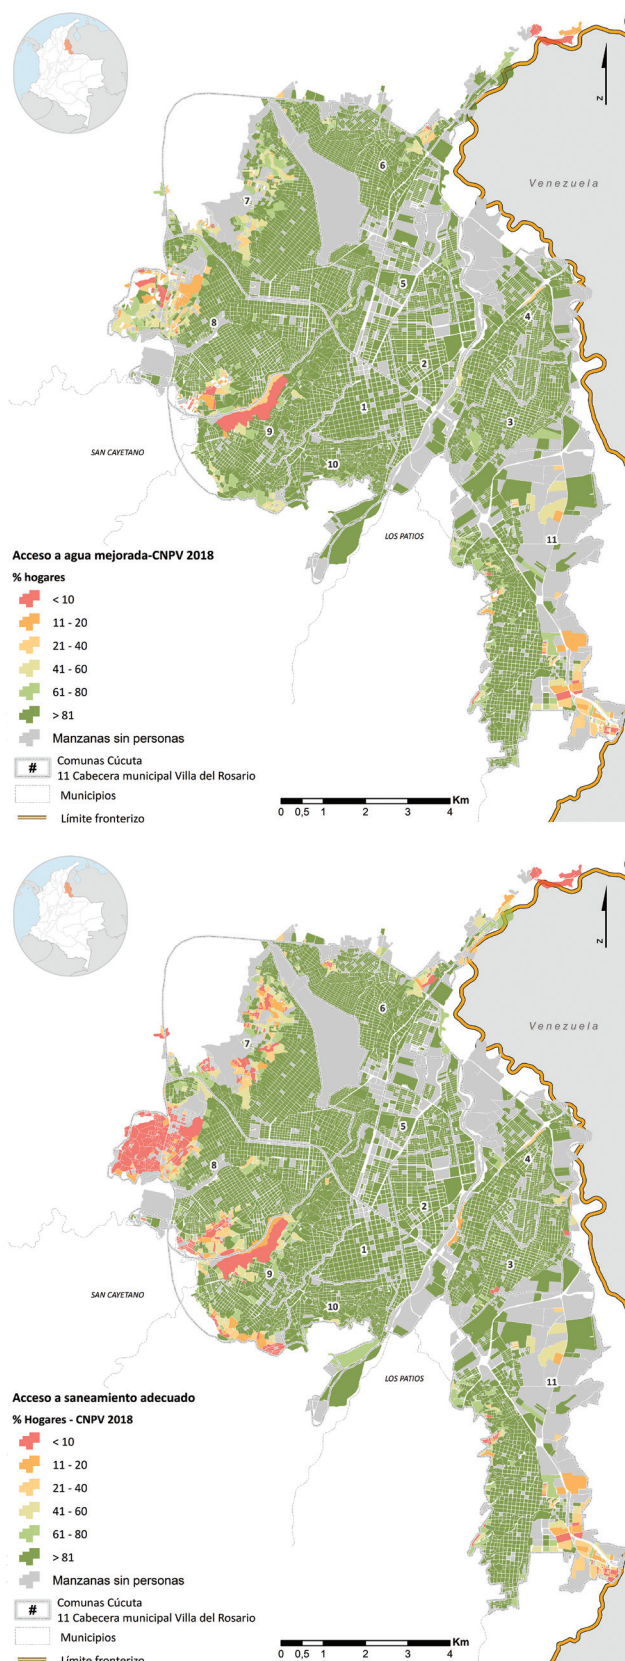 N
Venezuela
6
7
5
4
8
2
1
3
9
SAN CAYETANO
10
LOS PATIOS
11
Acceso a agua mejorada-CNPV 2018
% hogares
< 10
11 - 20
21 - 40
41 - 60
61 - 80
> 81
Manzanas sin personas
# Comunas Cúcuta
11 Cabecera municipal Villa del Rosario
Municipios
Límite fronterizo
Km
0 0,5 1 2 3 4
N
Venezuela
6
7
5
4
8
2
1
3
9
SAN CAYETANO
10
LOS PATIOS
11
Acceso a saneamiento adecuado
% Hogares - CNPV 2018
< 10
11 - 20
21 - 40
41 - 60
61 - 80
> 81
Manzanas sin personas
# Comunas Cúcuta
11 Cabecera municipal Villa del Rosario
Municipios
Límite fronterizo
Km
0 0,5 1 2 3 4